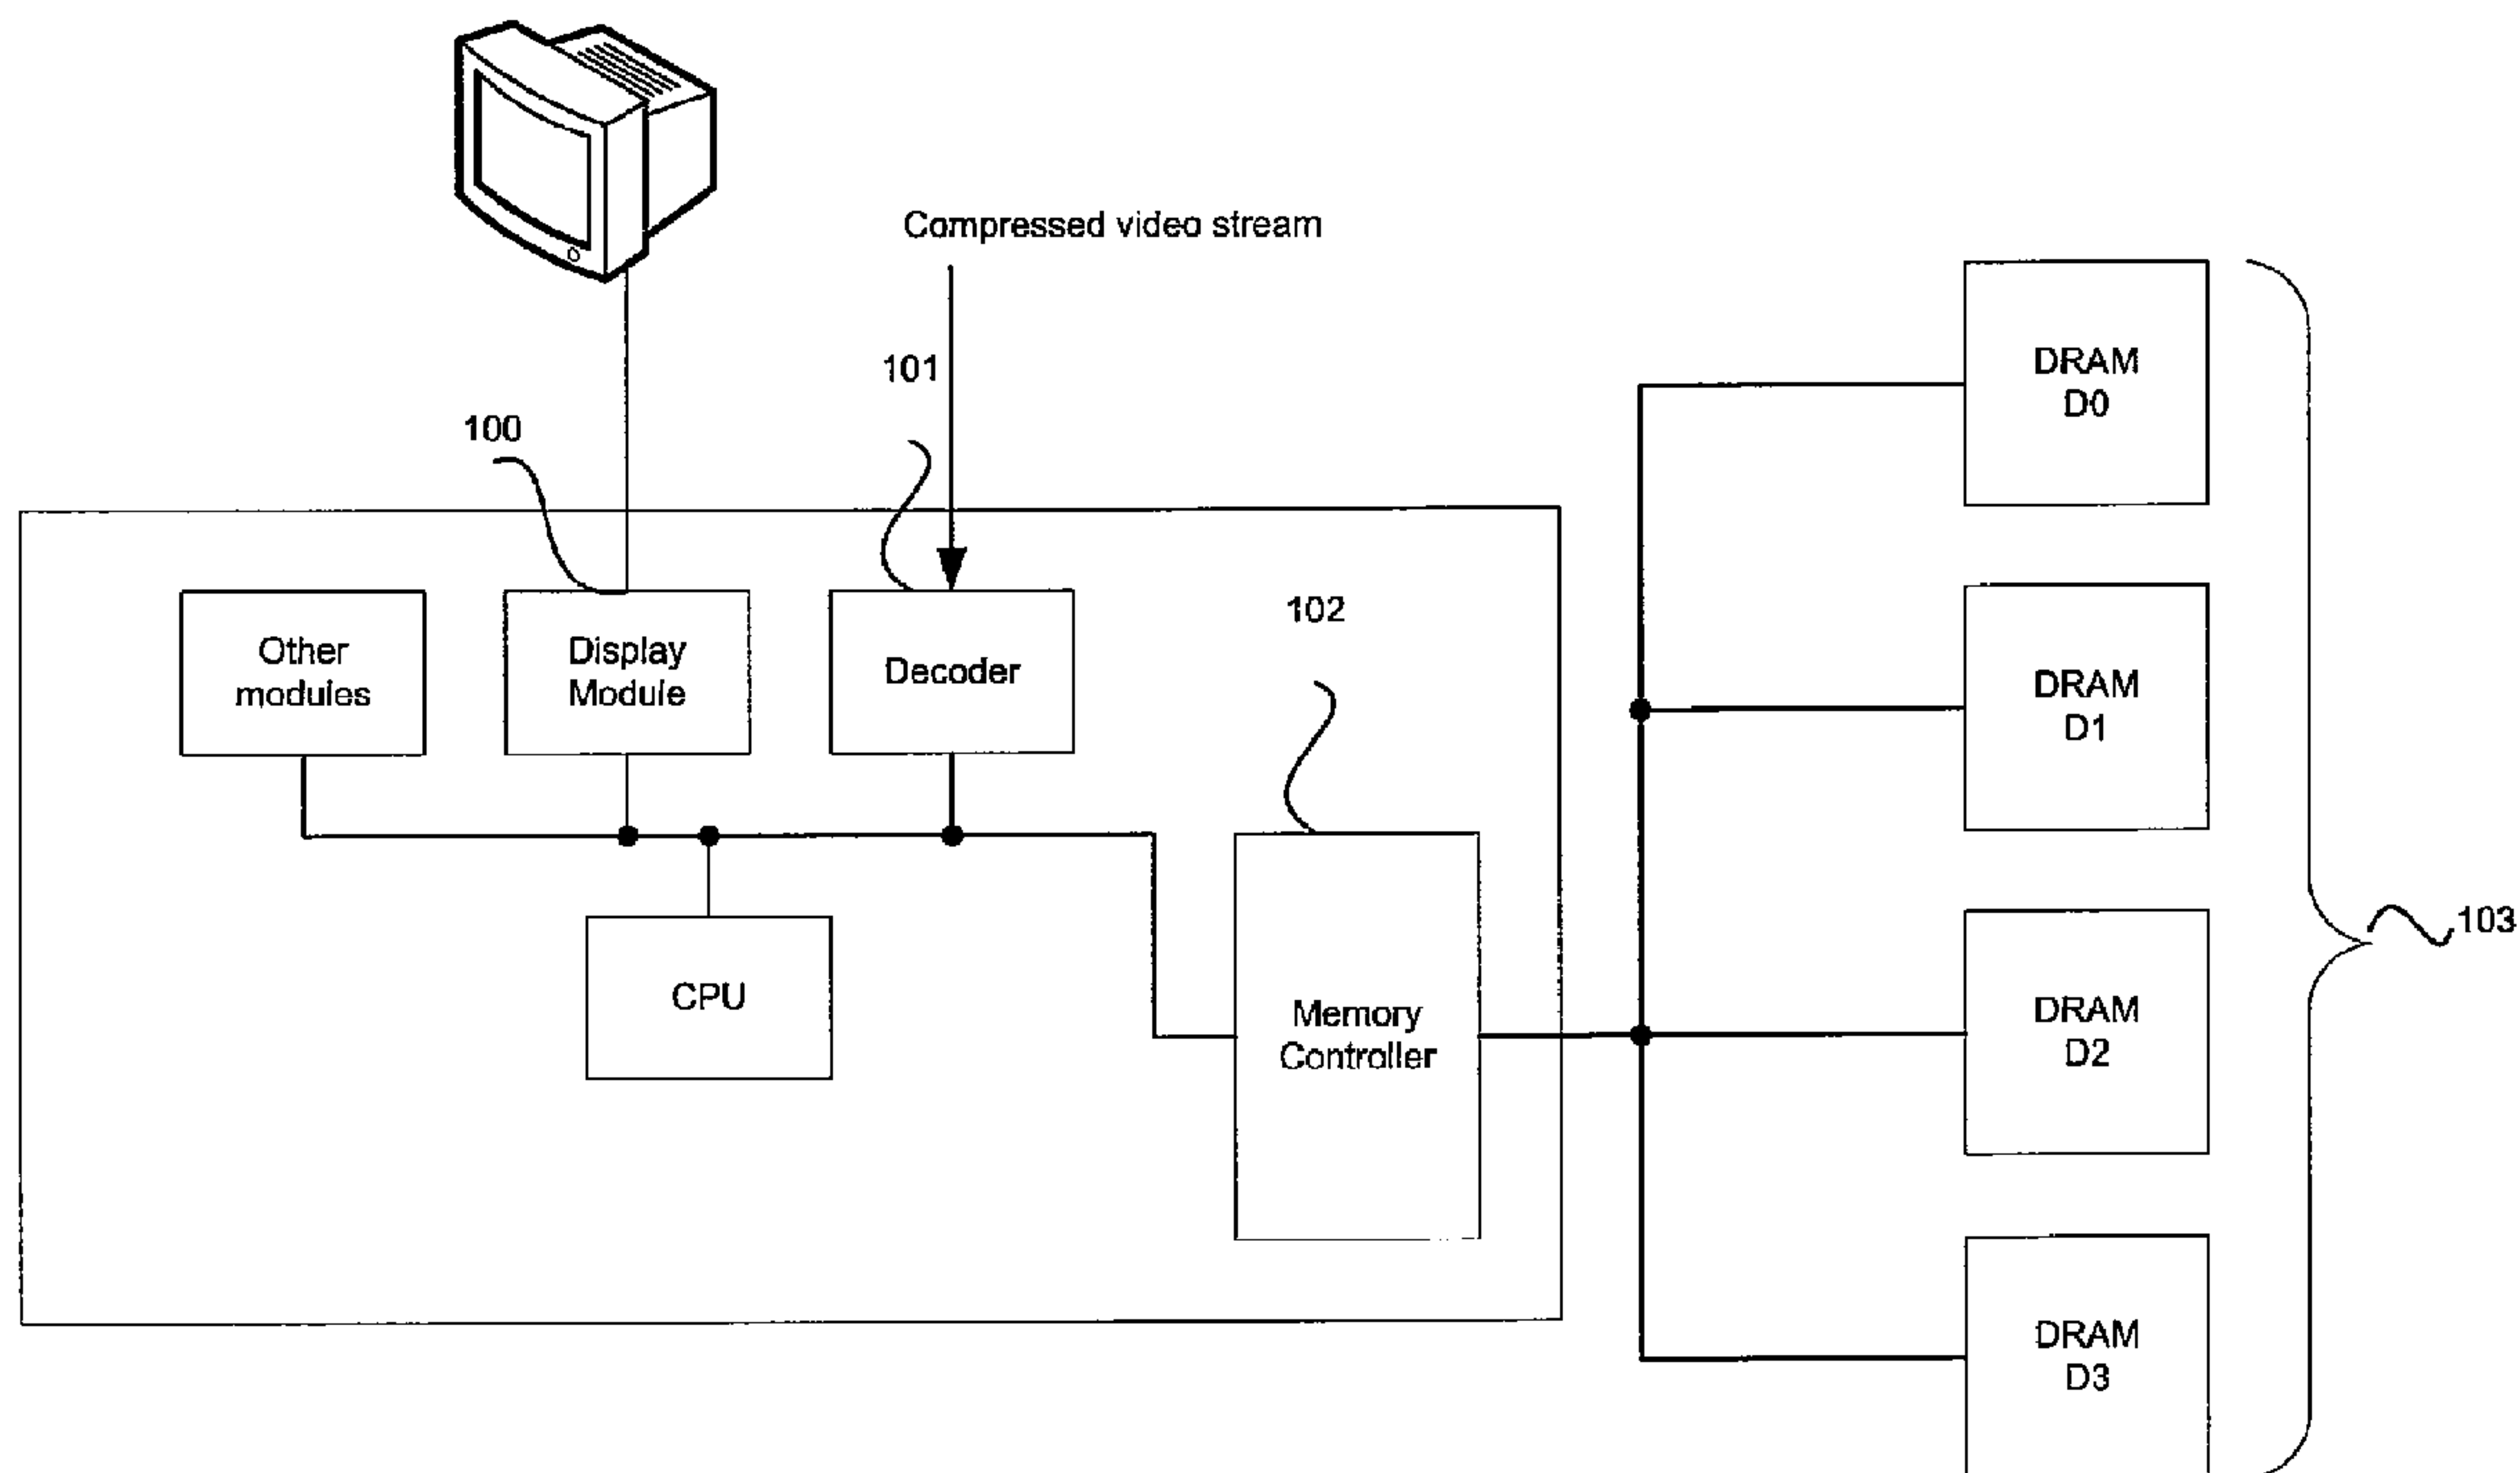 Compressed video stream
101
100
102
Other
modules
Display
Module
Decoder
CPU
Memory
Controller
DRAM
D0
DRAM
D1
DRAM
D2
DRAM
D3
103